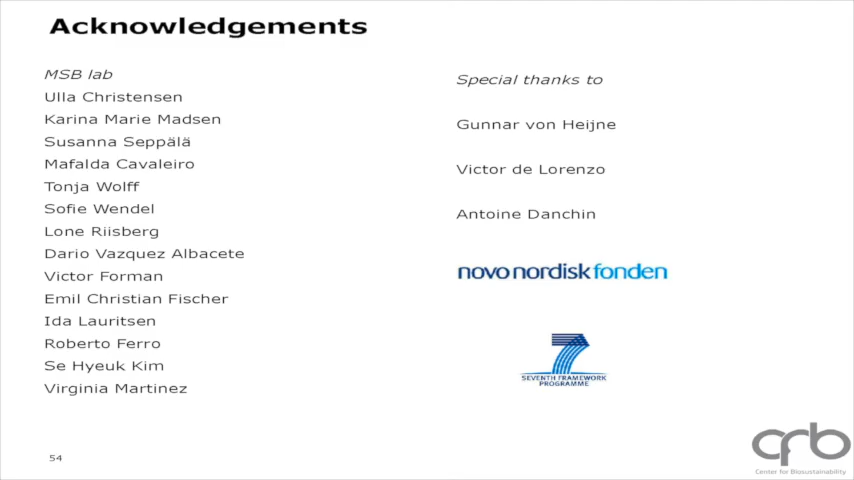 Acknowledgements
MSB lab
Ulla Christensen
Karina Marie Madsen
Susanna Seppälä
Mafalda Cavaleiro
Tonja Wolff
Sofie Wendel
Lone Riisberg
Dario Vazquez Albacete
Victor Forman
Emil Christian Fischer
Ida Lauritsen
Roberto Ferro
Se Hyeuk Kim
Virginia Martinez
Special thanks to
Gunnar von Heijne
Victor de Lorenzo
Antoine Danchin
novo nordisk fonden
7
SEVENTH FRAMEWORK
PROGRAMME
54
cfb
Center for Biosustainability